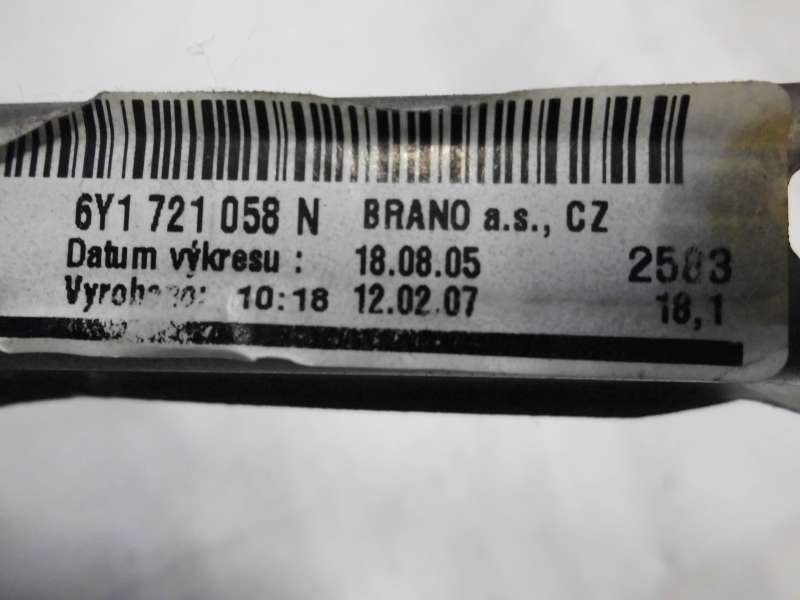 6Y1 721 058 N BRANO a.s., CZ
Datum výkresu : 18.08.05 2583
10:18 12.02.07 18,1